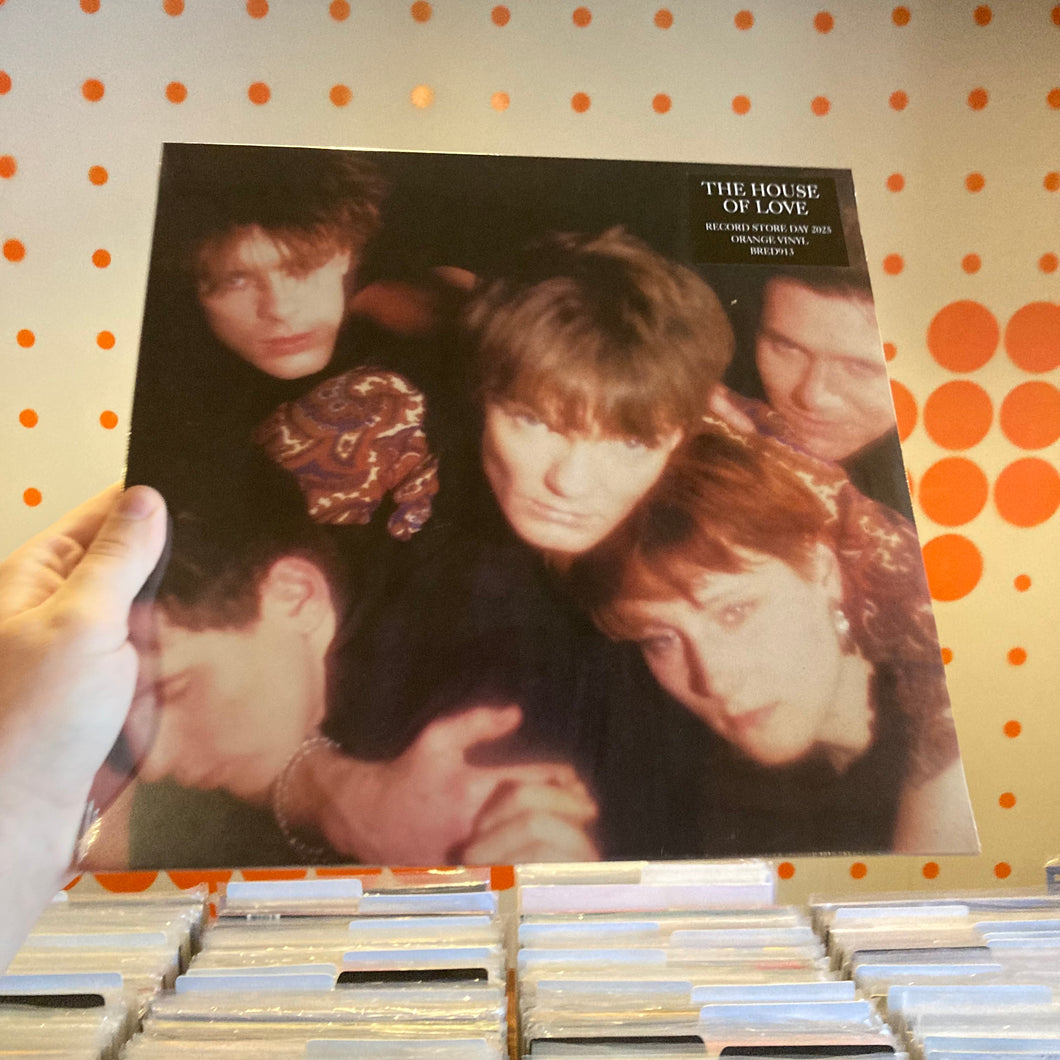 THE HOUSE
OF LOVE
RECORD STORE DAY 2025
ORANGE VINYL
BRED913